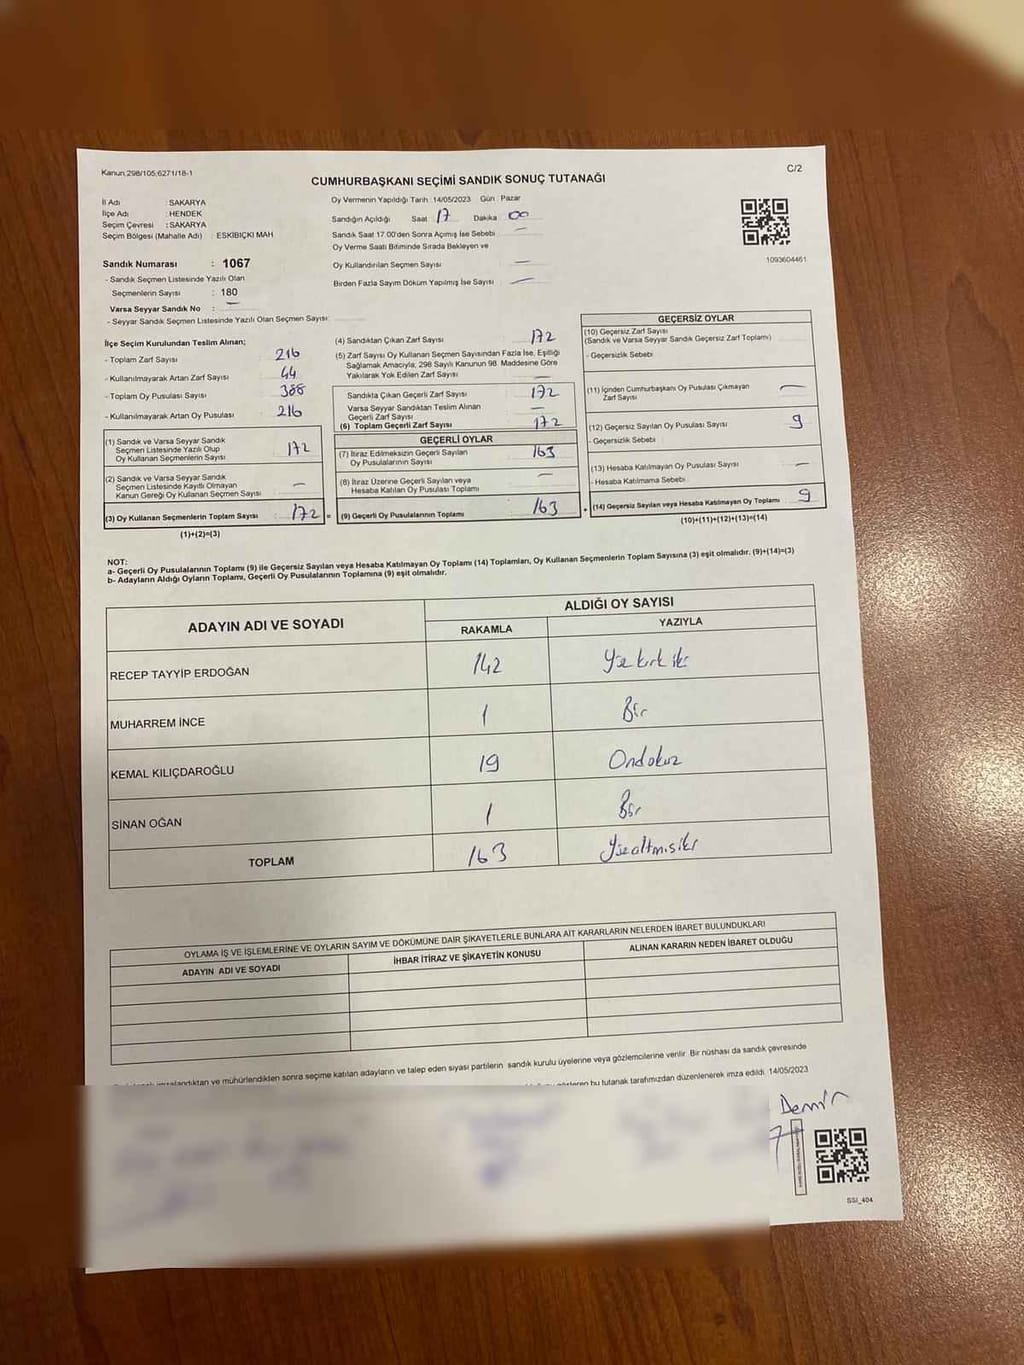 Kanun;298/105;6271/18-1
C/2
CUMHURBAŞKANI SEÇİMİ SANDIK SONUÇ TUTANAĞI
İl Adı : SAKARYA
İlçe Adı : HENDEK
Seçim Çevresi : SAKARYA
Seçim Bölgesi (Mahalle Adı) : ESKİBIÇKI MAH
Sandık Numarası : 1067
- Sandık Seçmen Listesinde Yazılı Olan
Seçmenlerin Sayısı : 180
Varsa Seyyar Sandık No : —
- Seyyar Sandık Seçmen Listesinde Yazılı Olan Seçmen Sayısı:
Oy Vermenin Yapıldığı Tarih :14/05/2023 Gün : Pazar
Sandığın Açıldığı Saat 17 Dakika 00
Sandık Saat 17.00'den Sonra Açımış İse Sebebi —
Oy Verme Saati Bitiminde Sırada Bekleyen ve
Oy Kullandırılan Seçmen Sayısı —
Birden Fazla Sayım Döküm Yapılmış İse Sayısı —
1093604461
İlçe Seçim Kurulundan Teslim Alınan;
- Toplam Zarf Sayısı : 216
- Kullanılmayarak Artan Zarf Sayısı : 44
- Toplam Oy Pusulası Sayısı : 388
- Kullanılmayarak Artan Oy Pusulası : 216
(1) Sandık ve Varsa Seyyar Sandık
Seçmen Listesinde Yazılı Olup
Oy Kullanan Seçmenlerin Sayısı : 172
(2) Sandık ve Varsa Seyyar Sandık
Seçmen Listesinde Kayıtlı Olmayan
Kanun Gereği Oy Kullanan Seçmen Sayısı : —
(3) Oy Kullanan Seçmenlerin Toplam Sayısı : 172 =
(1)+(2)=(3)
(4) Sandıktan Çıkan Zarf Sayısı 172
(5) Zarf Sayısı Oy Kullanan Seçmen Sayısından Fazla İse, Eşitliği
Sağlamak Amacıyla, 298 Sayılı Kanunun 98. Maddesine Göre
Yakılarak Yok Edilen Zarf Sayısı —
Sandıkta Çıkan Geçerli Zarf Sayısı 172
Varsa Seyyar Sandıktan Teslim Alınan
Geçerli Zarf Sayısı —
(6) Toplam Geçerli Zarf Sayısı 172
GEÇERLİ OYLAR
(7) İtiraz Edilmeksizin Geçerli Sayılan
Oy Pusulalarının Sayısı 163
(8) İtiraz Üzerine Geçerli Sayılan veya
Hesaba Katılan Oy Pusulası Toplamı —
(9) Geçerli Oy Pusulalarının Toplamı 163 +
GEÇERSİZ OYLAR
(10) Geçersiz Zarf Sayısı
(Sandık ve Varsa Seyyar Sandık Geçersiz Zarf Toplamı)
- Geçersizlik Sebebi
(11) İçinden Cumhurbaşkanı Oy Pusulası Çıkmayan
Zarf Sayısı —
(12) Geçersiz Sayılan Oy Pusulası Sayısı 9
- Geçersizlik Sebebi
(13) Hesaba Katılmayan Oy Pusulası Sayısı —
- Hesaba Katılmama Sebebi
(14) Geçersiz Sayılan veya Hesaba Katılmayan Oy Toplamı 9
(10)+(11)+(12)+(13)=(14)
NOT:
a- Geçerli Oy Pusulalarının Toplamı (9) ile Geçersiz Sayılan veya Hesaba Katılmayan Oy Toplamı (14) Toplamları, Oy Kullanan Seçmenlerin Toplam Sayısına (3) eşit olmalıdır. (9)+(14)=(3)
b- Adayların Aldığı Oyların Toplamı, Geçerli Oy Pusulalarının Toplamına (9) eşit olmalıdır.
ADAYIN ADI VE SOYADI
ALDIĞI OY SAYISI
RAKAMLA YAZIYLA
RECEP TAYYİP ERDOĞAN 142 Yüzkırkiki
MUHARREM İNCE 1 Bir
KEMAL KILIÇDAROĞLU 19 Ondokuz
SİNAN OĞAN 1 Bir
TOPLAM 163
OYLAMA İŞ VE İŞLEMLERİNE VE OYLARIN SAYIM VE DÖKÜMÜNE DAİR ŞİKAYETLERLE BUNLARA AİT KARARLARIN NELERDEN İBARET BULUNDUKLARI
ADAYIN ADI VE SOYADI İHBAR İTİRAZ VE ŞİKAYETİN KONUSU ALINAN KARARIN NEDEN İBARET OLDUĞU
imzalandıktan ve mühürlendikten sonra seçime katılan adayların ve talep eden siyasi partilerin sandık kurulu üyelerine veya gözlemcilerine verilir. Bir nüshası da sandık çevresinde
bu tutanak tarafımızdan düzenlenerek imza edildi. 14/05/2023
SSI_404